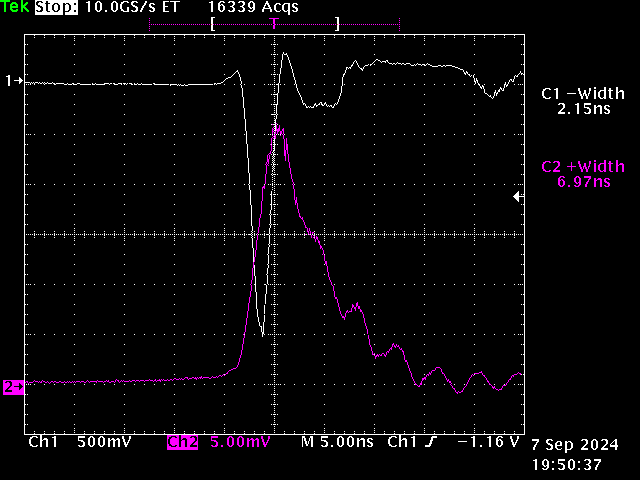 Tek Stop: 10.0GS/s ET 16339 Acqs
[ T ]
1→
C1 −Width
2.15ns
C2 +Width
6.97ns
2→
Ch1 500mV Ch2 5.00mV M 5.00ns Ch1 ƒ −1.16 V
7 Sep 2024
19:50:37